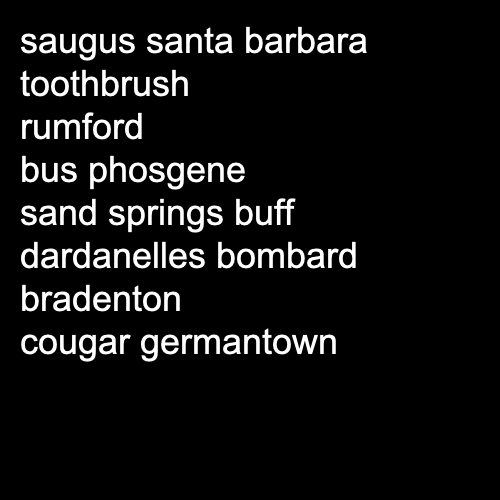 saugus santa barbara
toothbrush
rumford
bus phosgene
sand springs buff
dardanelles bombard
bradenton
cougar germantown